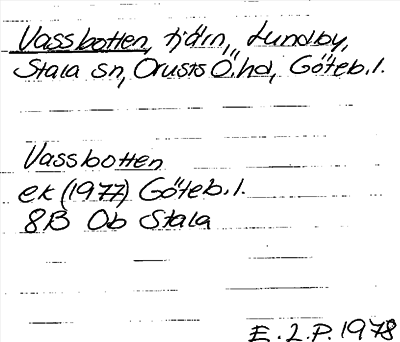 Vassbotten, tjärn, Lundby,
Stala sn, Orusts Ö. hd, Göteb. l.
Vassbotten
ek (1977) Göteb. l.
8B Ob Stala
E. L. P. 1978